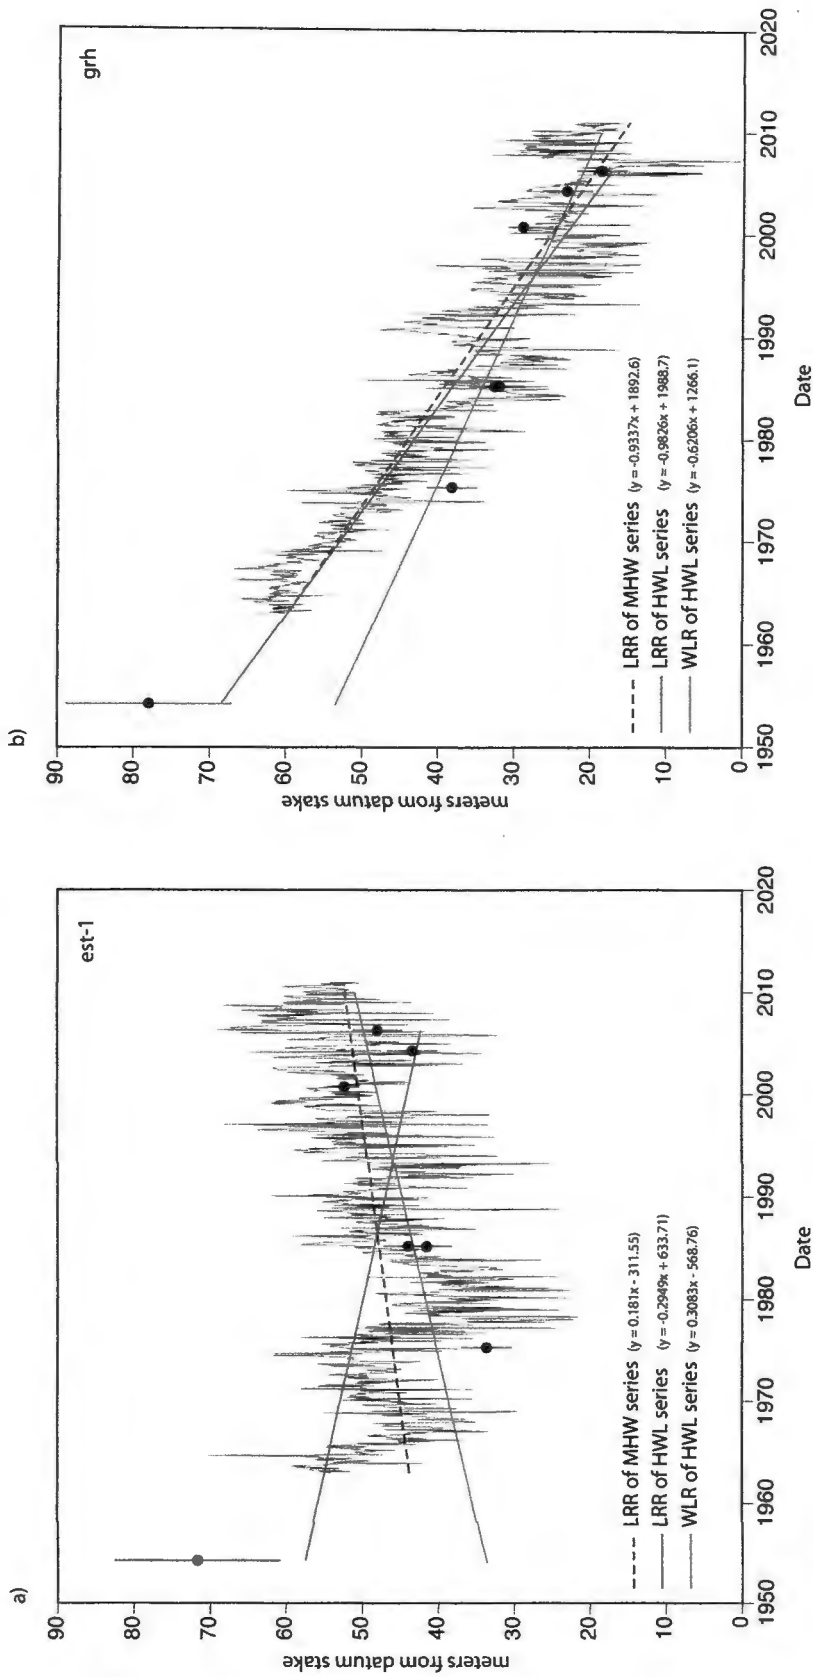 a)
est-1
90
80
70
60
50
40
30
20
10
0
meters from datum stake
LRR of MHW series (y = 0.181x - 311.55)
LRR of HWL series (y = -0.2949x + 633.71)
WLR of HWL series (y = 0.3083x - 568.76)
1950 1960 1970 1980 1990 2000 2010 2020
Date
b)
grh
90
80
70
60
50
40
30
20
10
0
meters from datum stake
LRR of MHW series (y = -0.9337x + 1892.6)
LRR of HWL series (y = -0.9826x + 1988.7)
WLR of HWL series (y = -0.6206x + 1266.1)
1950 1960 1970 1980 1990 2000 2010 2020
Date